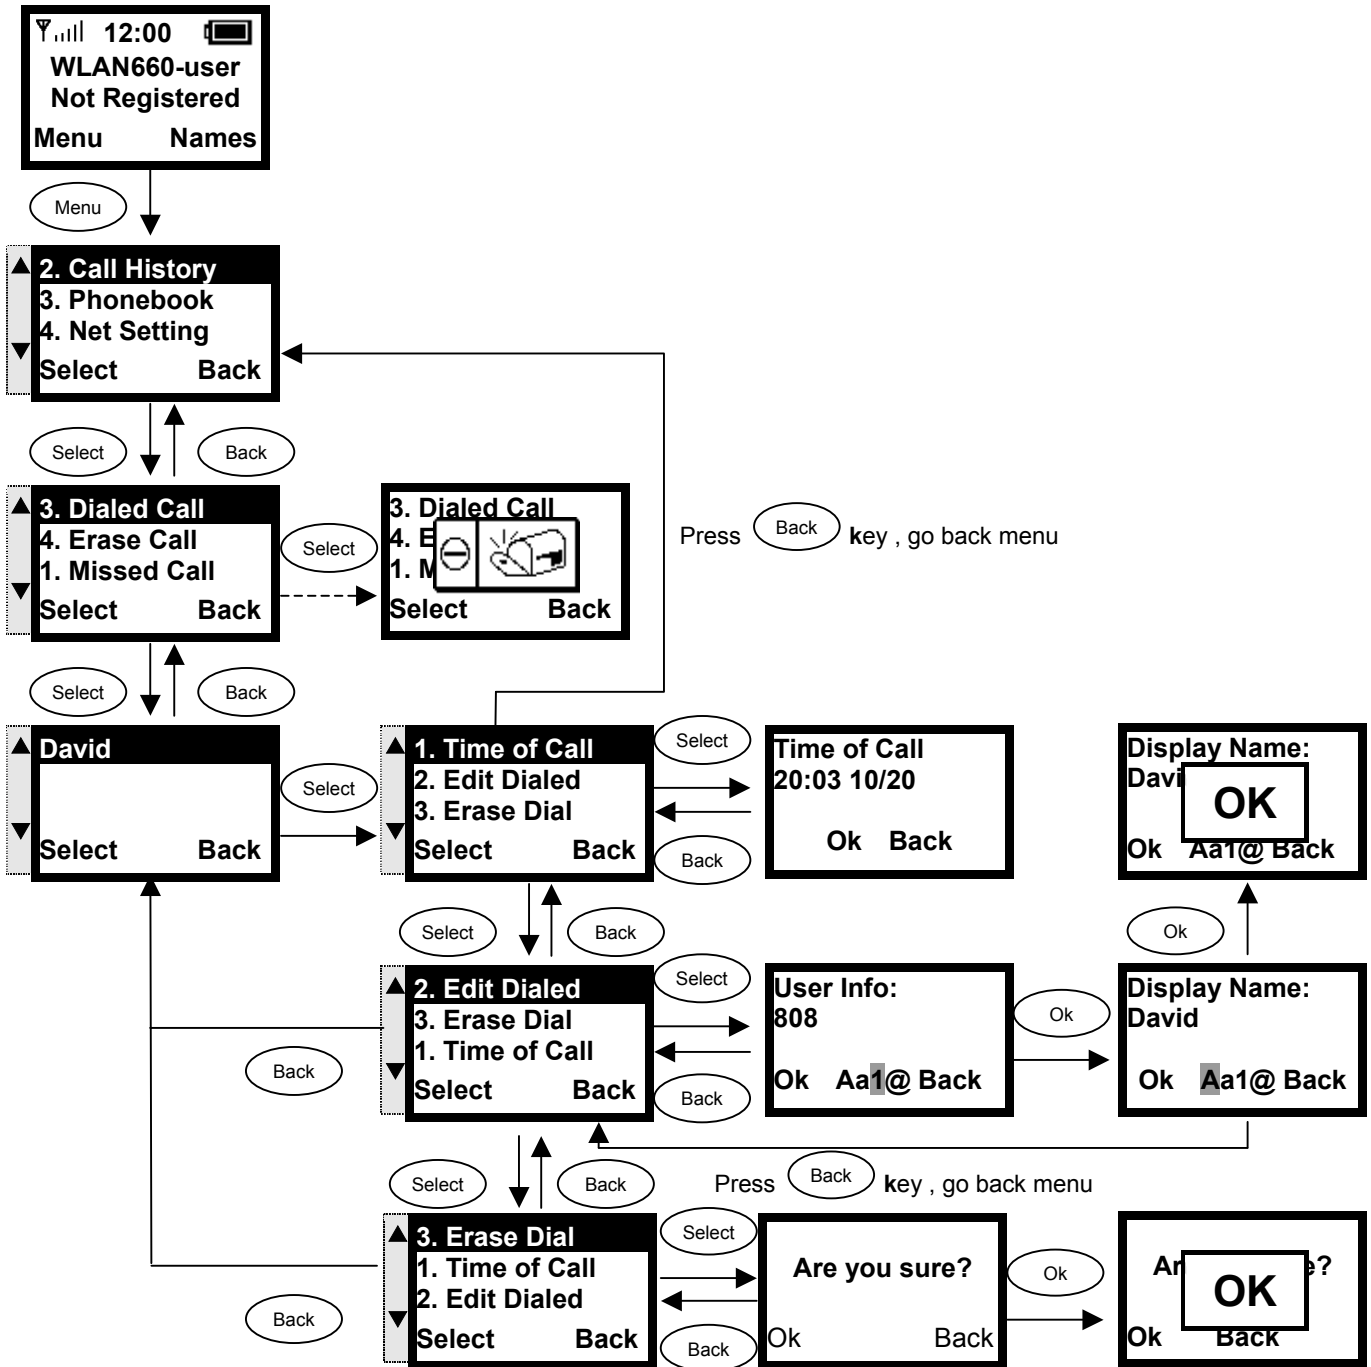 12:00
WLAN660-user
Not Registered
Menu Names
Menu
2. Call History
3. Phonebook
4. Net Setting
Select Back
Select
Back
3. Dialed Call
4. Erase Call
1. Missed Call
Select Back
Select
3. Dialed Call
4. E
1. M
Select Back
Press Back key , go back menu
Select
Back
David
Select Back
Select
1. Time of Call
2. Edit Dialed
3. Erase Dial
Select Back
Select
Back
Time of Call
20:03 10/20
Ok Back
Display Name:
Davi
OK
Ok Aa1@ Back
Select
Back
Ok
2. Edit Dialed
3. Erase Dial
1. Time of Call
Select Back
Back
Select
Back
User Info:
808
Ok Aa1@ Back
Ok
Display Name:
David
Ok Aa1@ Back
Select
Back
Press Back key , go back menu
3. Erase Dial
1. Time of Call
2. Edit Dialed
Select Back
Back
Select
Back
Are you sure?
Ok Back
Ok
Ar e?
OK
Ok Back